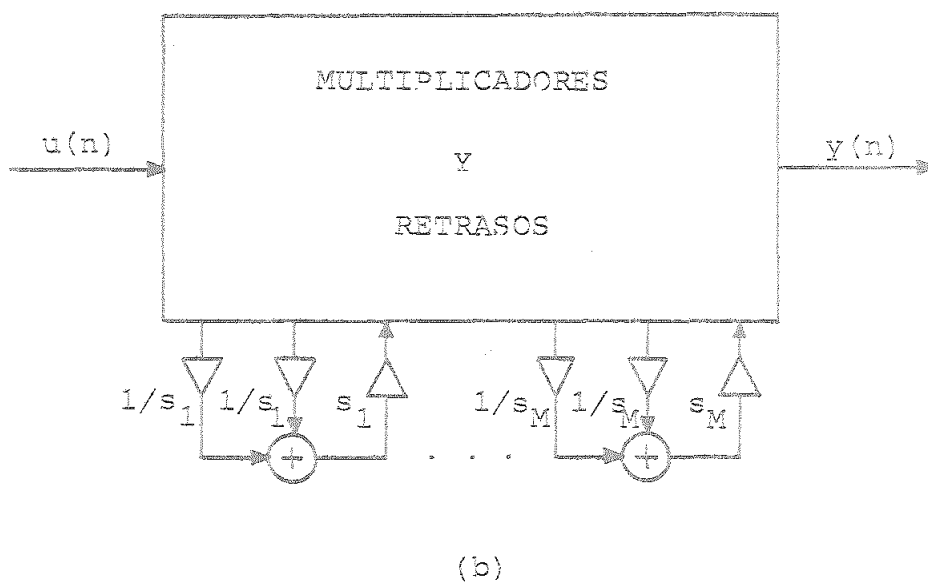 MULTIPLICADORES
u(n)
Y
y(n)
RETRASOS
1/s1 1/s1 s1 1/sM 1/sM sM
+ . . . +
(b)